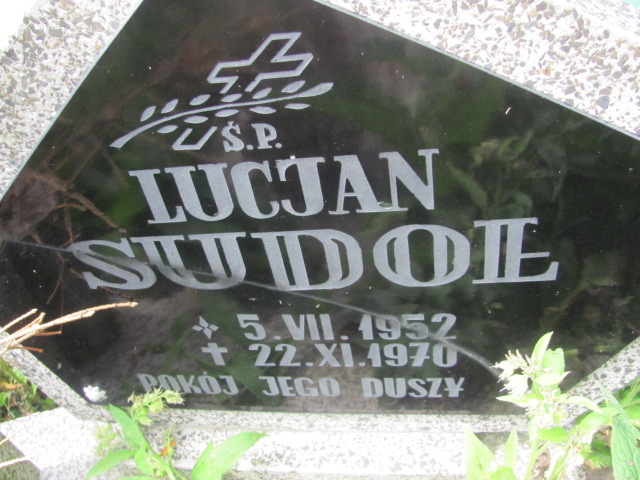 Ś.P.
LUCJAN
SUDOŁ
5.VII.1952
✝ 22.XI.1970
POKÓJ JEGO DUSZY